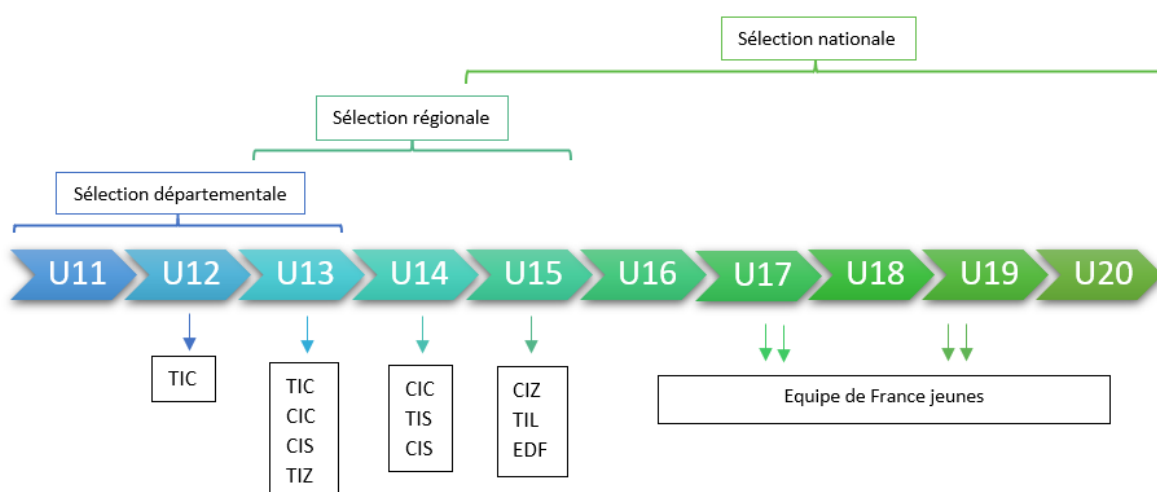 Sélection nationale
Sélection régionale
Sélection départementale
U11 U12 U13 U14 U15 U16 U17 U18 U19 U20
TIC
TIC
CIC
CIS
TIZ
CIC
TIS
CIS
CIZ
TIL
EDF
Equipe de France jeunes